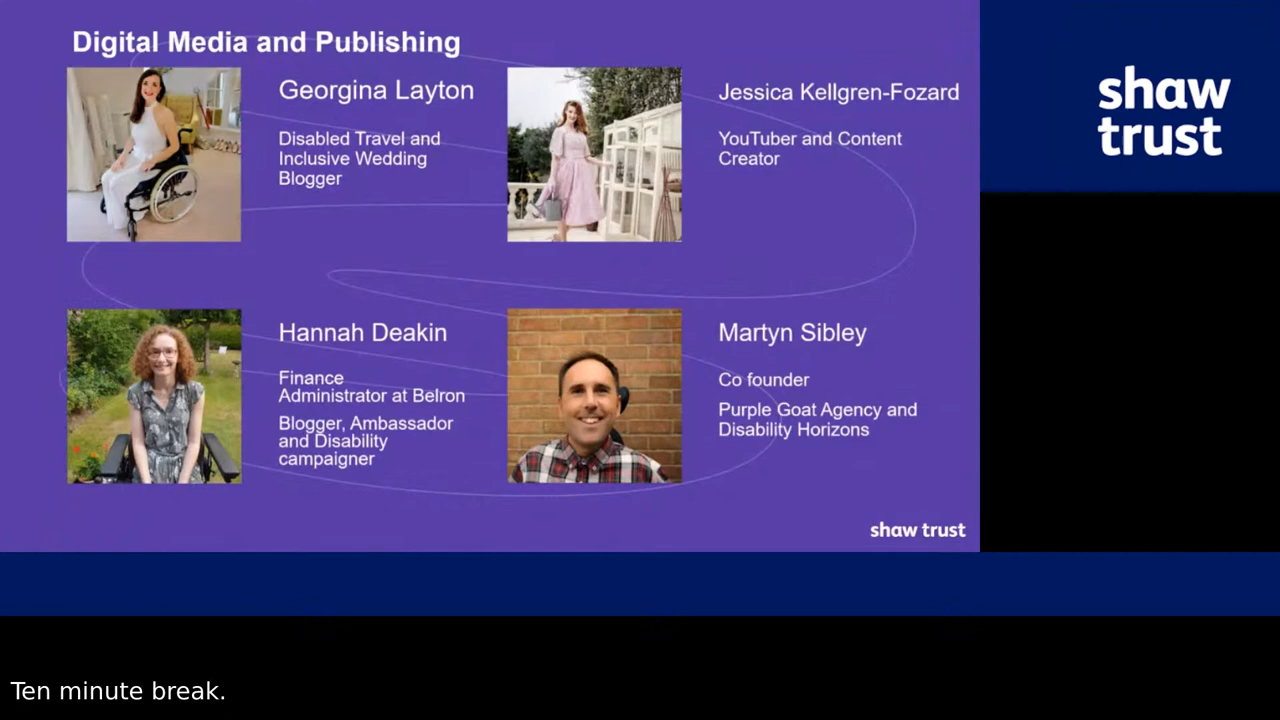 Digital Media and Publishing
Georgina Layton
Disabled Travel and
Inclusive Wedding
Blogger
Jessica Kellgren-Fozard
YouTuber and Content
Creator
Hannah Deakin
Finance
Administrator at Belron
Blogger, Ambassador
and Disability
campaigner
Martyn Sibley
Co founder
Purple Goat Agency and
Disability Horizons
shaw trust
shaw
trust
Ten minute break.